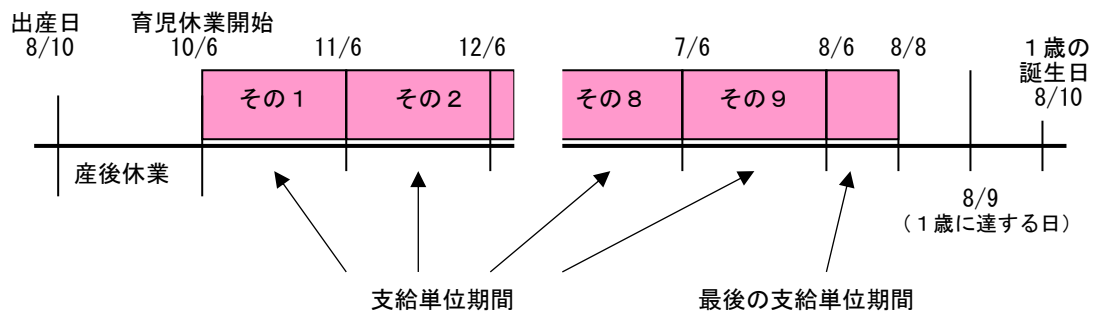 出産日
8/10
育児休業開始
10/6
11/6
12/6
7/6
8/6
8/8
1歳の
誕生日
8/10
その1
その2
その8
その9
産後休業
8/9
(1歳に達する日)
支給単位期間
最後の支給単位期間